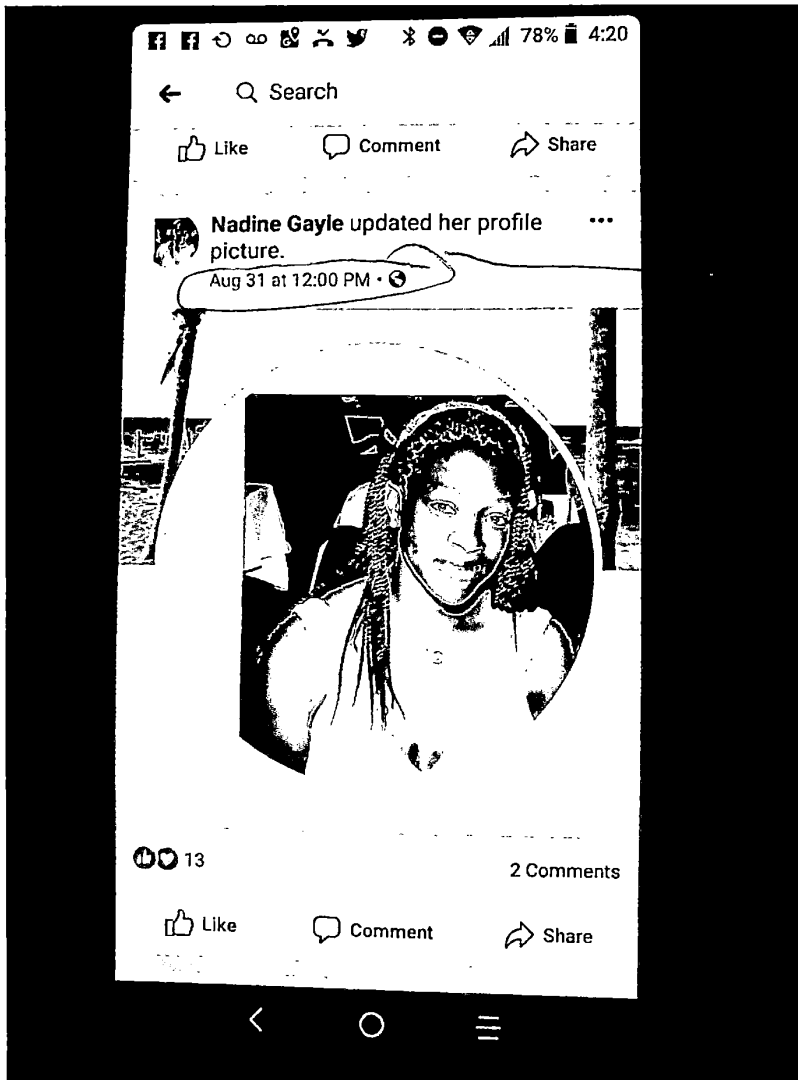 78% 4:20
Search
Like Comment Share
Nadine Gayle updated her profile
picture.
Aug 31 at 12:00 PM ·
13
2 Comments
Like Comment Share